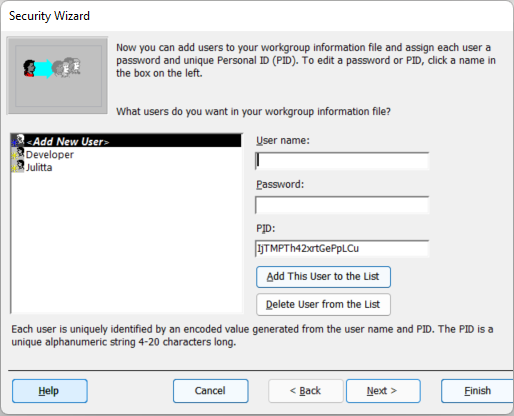 Security Wizard
Now you can add users to your workgroup information file and assign each user a
password and unique Personal ID (PID). To edit a password or PID, click a name in
the box on the left.
What users do you want in your workgroup information file?
<Add New User>
Developer
Julitta
User name:
Password:
PID:
IjTMPTh42xrtGePpLCu
Add This User to the List
Delete User from the List
Each user is uniquely identified by an encoded value generated from the user name and PID. The PID is a
unique alphanumeric string 4-20 characters long.
Help
Cancel
< Back
Next >
Finish